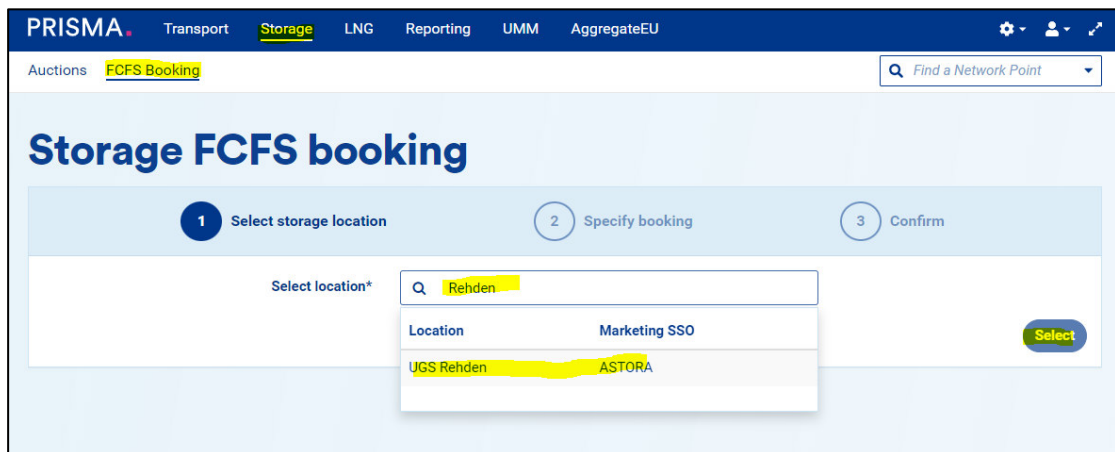 PRISMA. Transport Storage LNG Reporting UMM AggregateEU
Auctions FCFS Booking Find a Network Point
Storage FCFS booking
1 Select storage location 2 Specify booking 3 Confirm
Select location* Rehden
Location Marketing SSO
Select
UGS Rehden ASTORA